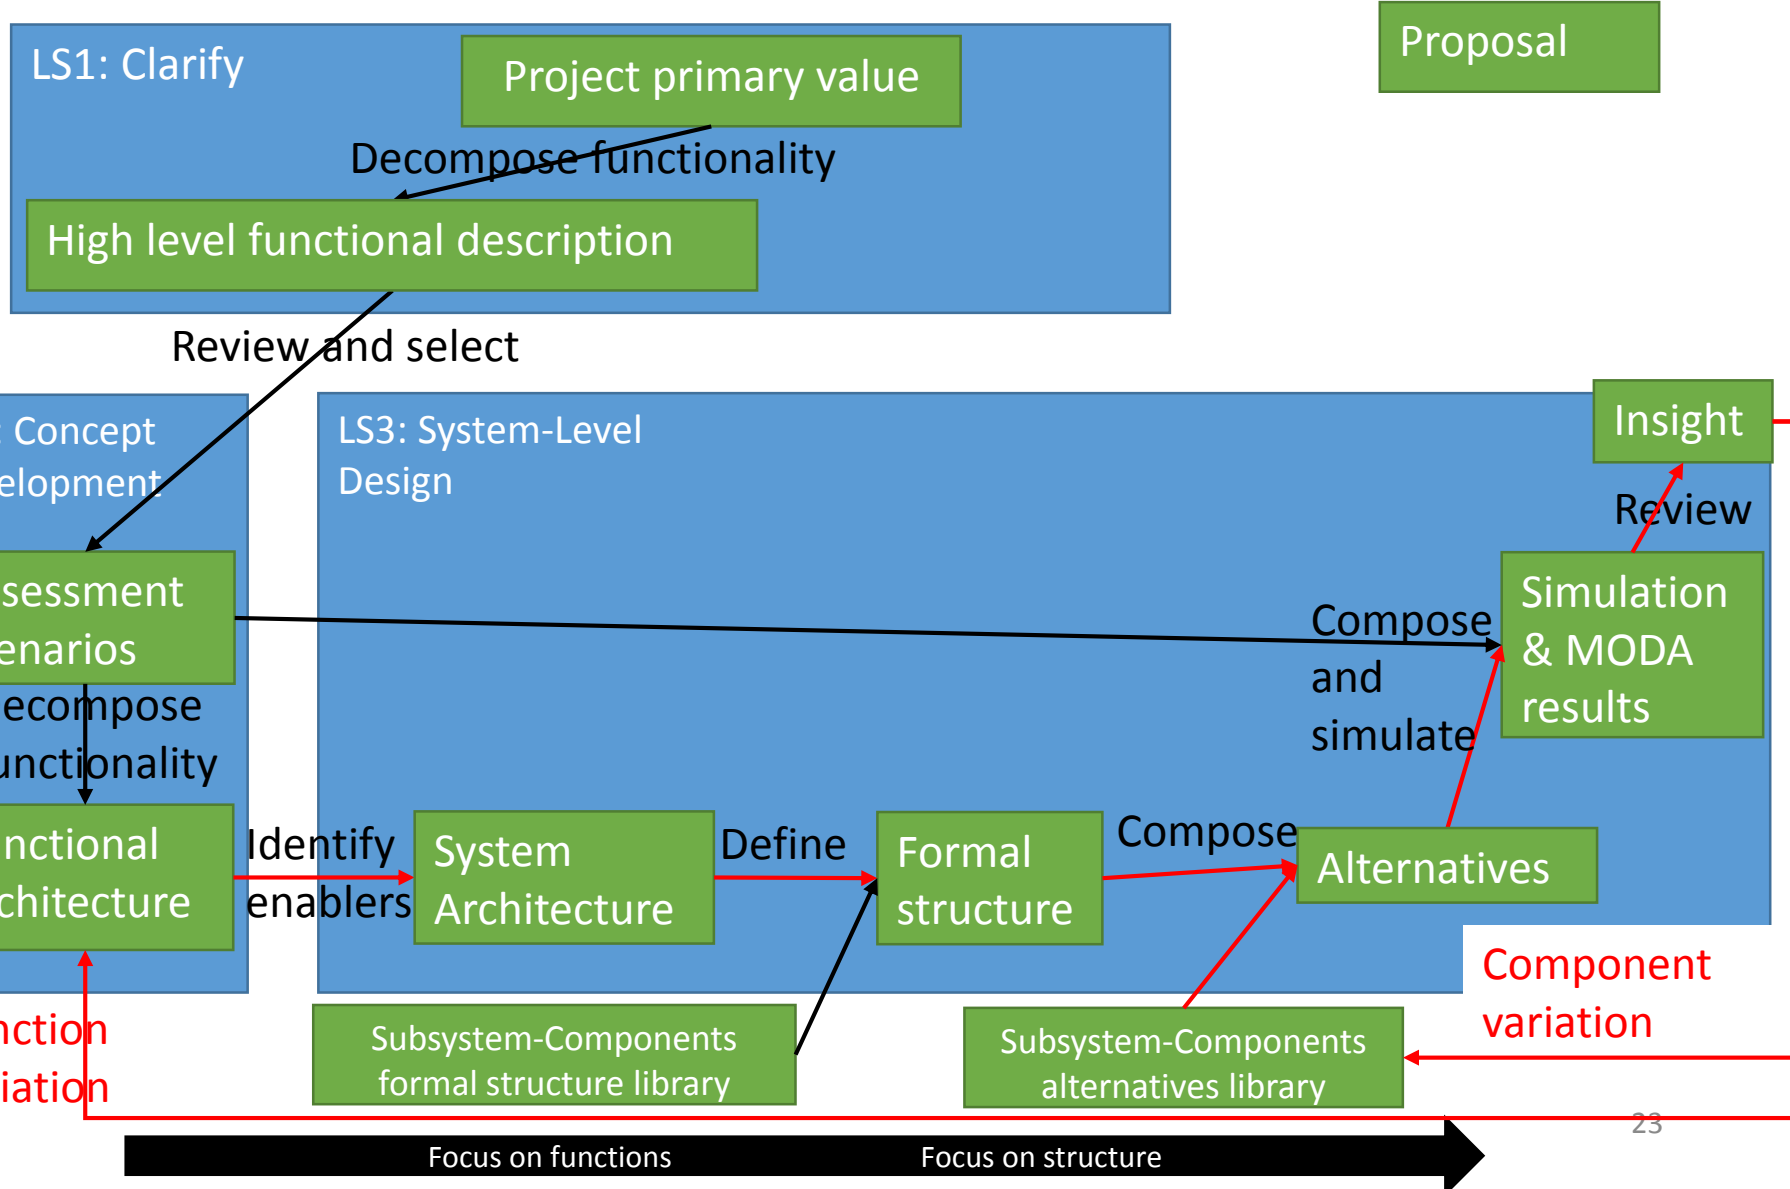 LS1: Clarify
Project primary value
Proposal
Decompose functionality
High level functional description
Review and select
: Concept
elopment
LS3: System-Level
Design
Insight
Review
sessment
enarios
Compose
and
simulate
Simulation
& MODA
results
ecompose
unctionality
nctional
chitecture
Identify
enablers
System
Architecture
Define
Formal
structure
Compose
Alternatives
Component
variation
nction
iation
Subsystem-Components
formal structure library
Subsystem-Components
alternatives library
23
Focus on functions
Focus on structure